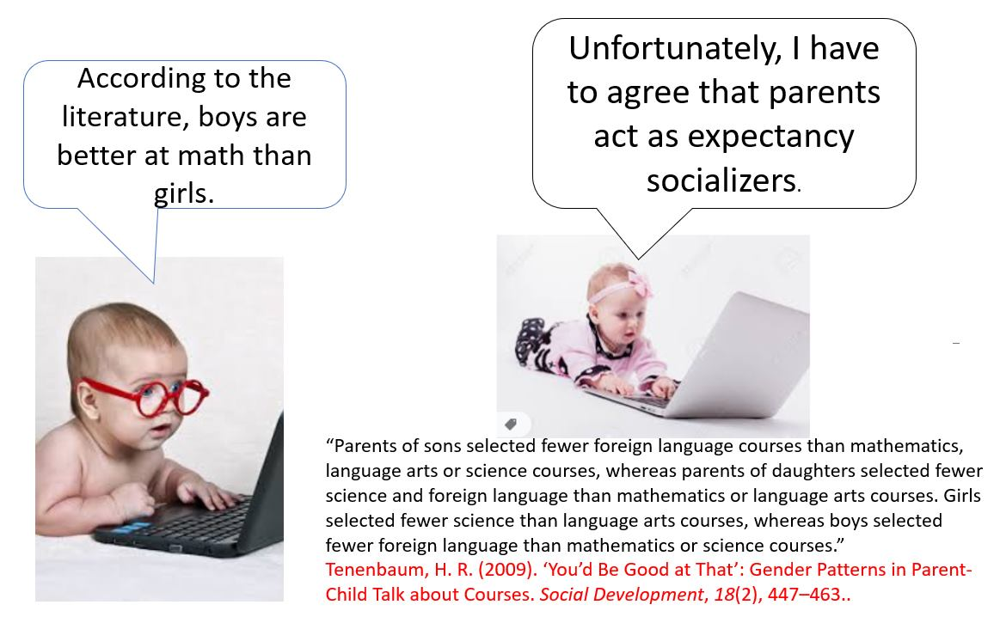 According to the
literature, boys are
better at math than
girls.
Unfortunately, I have
to agree that parents
act as expectancy
socializers.
“Parents of sons selected fewer foreign language courses than mathematics,
language arts or science courses, whereas parents of daughters selected fewer
science and foreign language than mathematics or language arts courses. Girls
selected fewer science than language arts courses, whereas boys selected
fewer foreign language than mathematics or science courses.”
Tenenbaum, H. R. (2009). ‘You’d Be Good at That’: Gender Patterns in Parent-
Child Talk about Courses. Social Development, 18(2), 447–463..